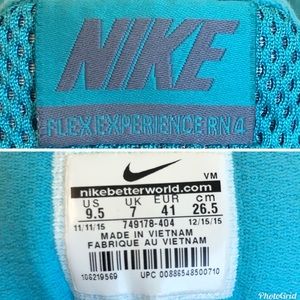 NIKE
FLEX EXPERIENCE RN 4
VM
nikebetterworld.com
US UK EUR cm
9.5 7 41 26.5
11/11/15 749178-404 12/15/15
MADE IN VIETNAM
FABRIQUE AU VIETNAM
106219569 UPC 00886548500710
PhotoGrid